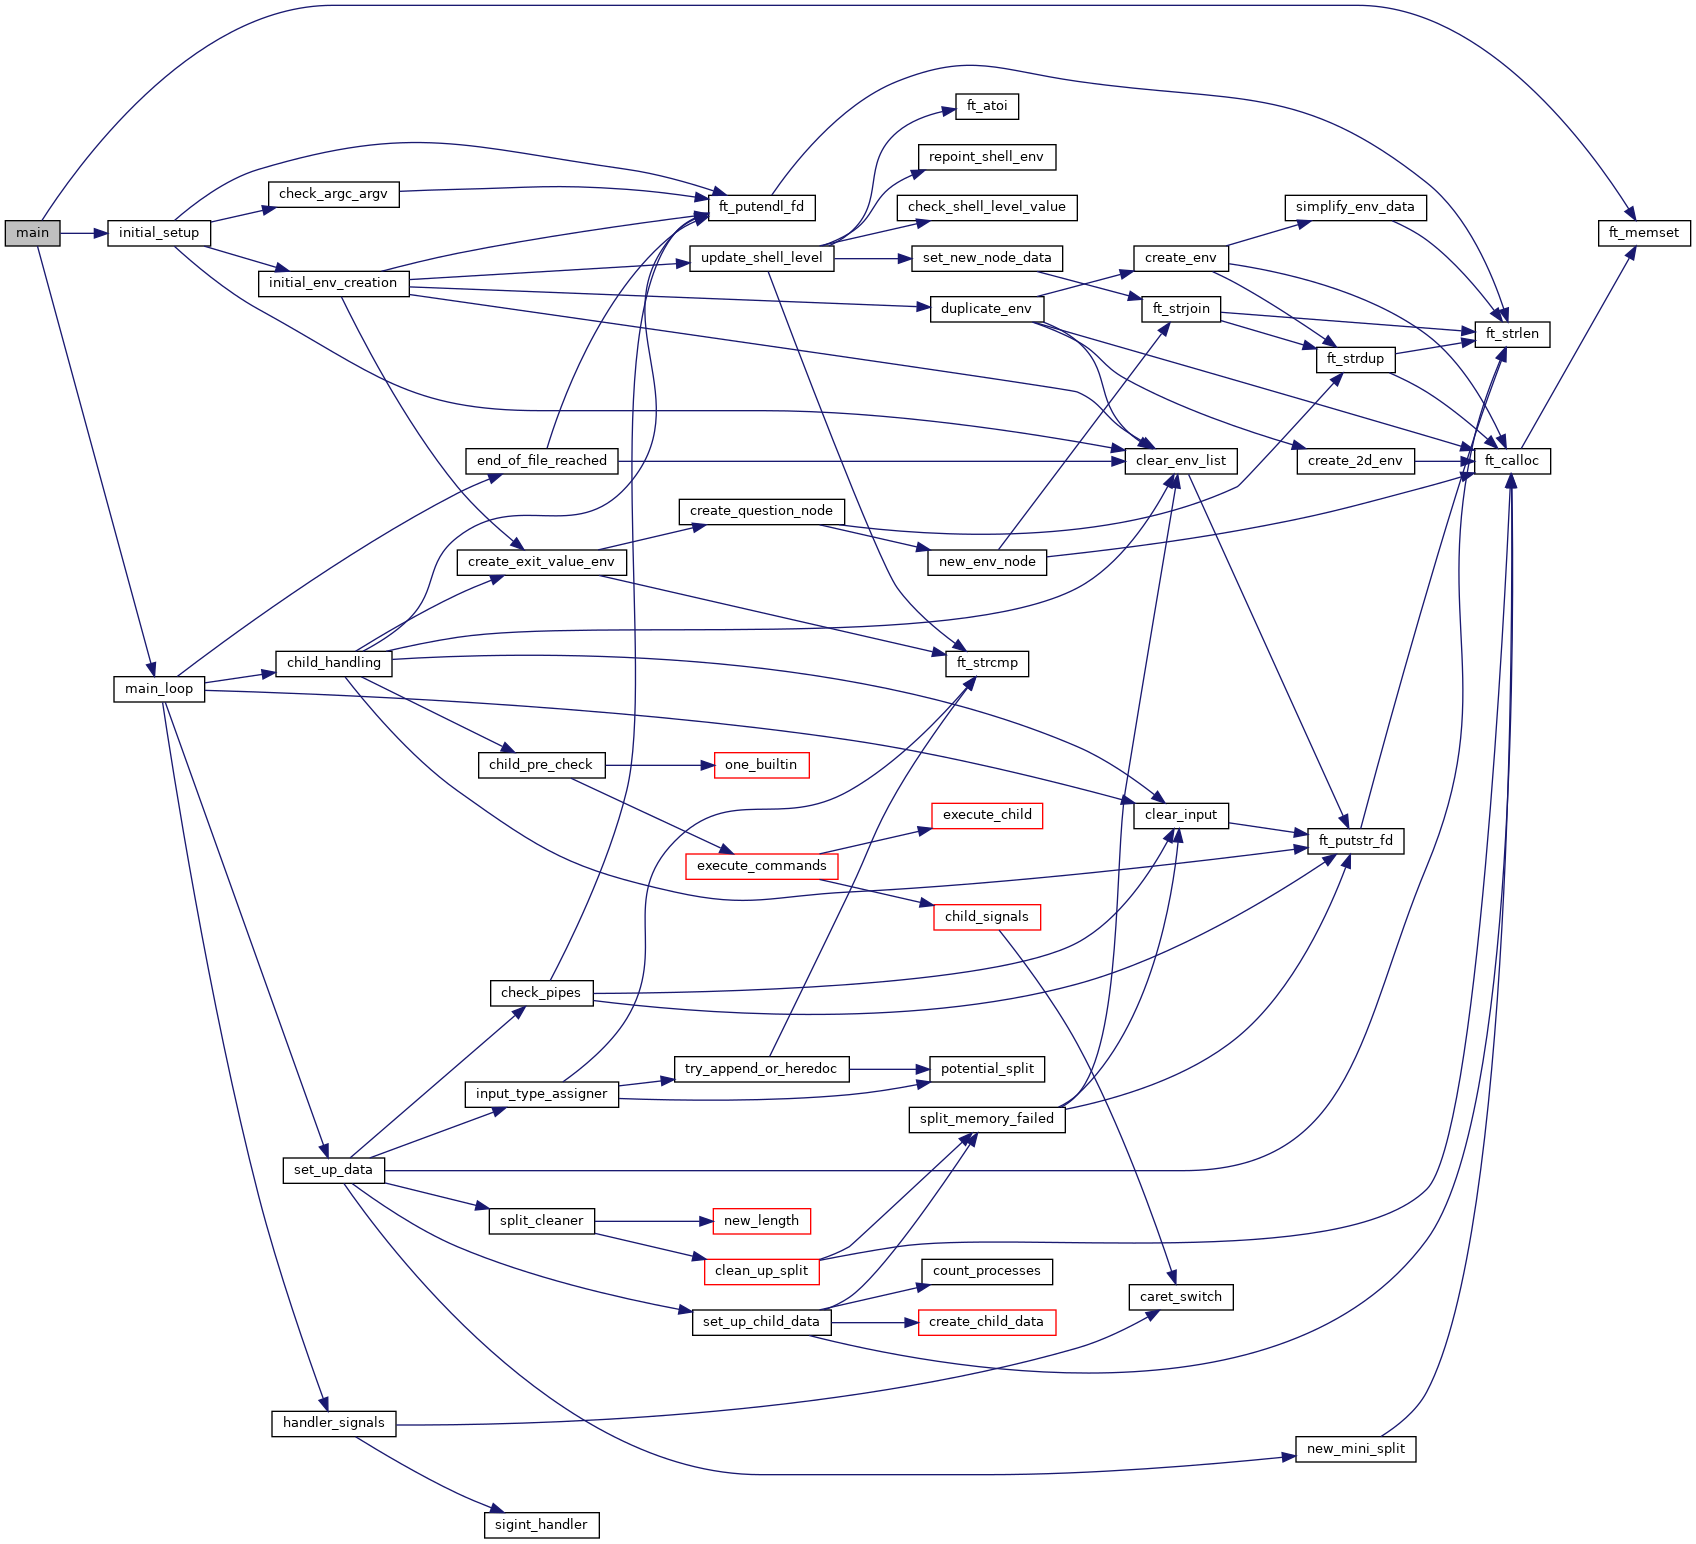 main
initial_setup
check_argc_argv
initial_env_creation
ft_putendl_fd
update_shell_level
ft_atoi
repoint_shell_env
check_shell_level_value
set_new_node_data
duplicate_env
create_env
ft_strjoin
simplify_env_data
ft_strdup
ft_strlen
ft_memset
end_of_file_reached
clear_env_list
create_2d_env
ft_calloc
create_question_node
create_exit_value_env
new_env_node
main_loop
child_handling
ft_strcmp
child_pre_check
one_builtin
execute_commands
execute_child
child_signals
clear_input
ft_putstr_fd
check_pipes
try_append_or_heredoc
potential_split
input_type_assigner
split_memory_failed
set_up_data
split_cleaner
new_length
clean_up_split
count_processes
set_up_child_data
create_child_data
caret_switch
handler_signals
new_mini_split
sigint_handler